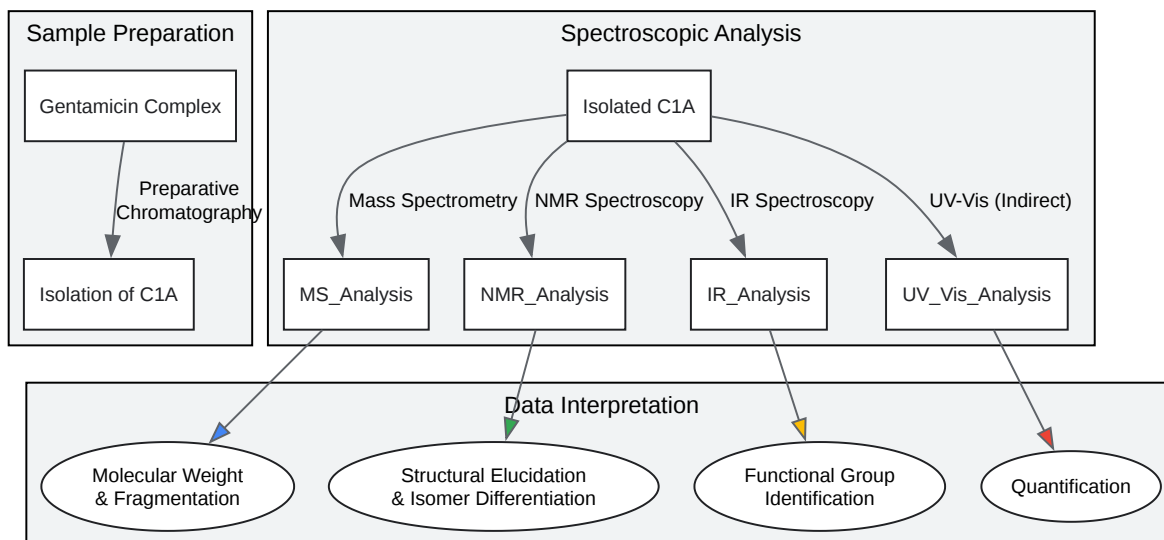 Sample Preparation
Gentamicin Complex
Preparative
Chromatography
Isolation of C1A
Spectroscopic Analysis
Isolated C1A
Mass Spectrometry
NMR Spectroscopy
IR Spectroscopy
UV-Vis (Indirect)
MS_Analysis
NMR_Analysis
IR_Analysis
UV_Vis_Analysis
Data Interpretation
Molecular Weight
& Fragmentation
Structural Elucidation
& Isomer Differentiation
Functional Group
Identification
Quantification